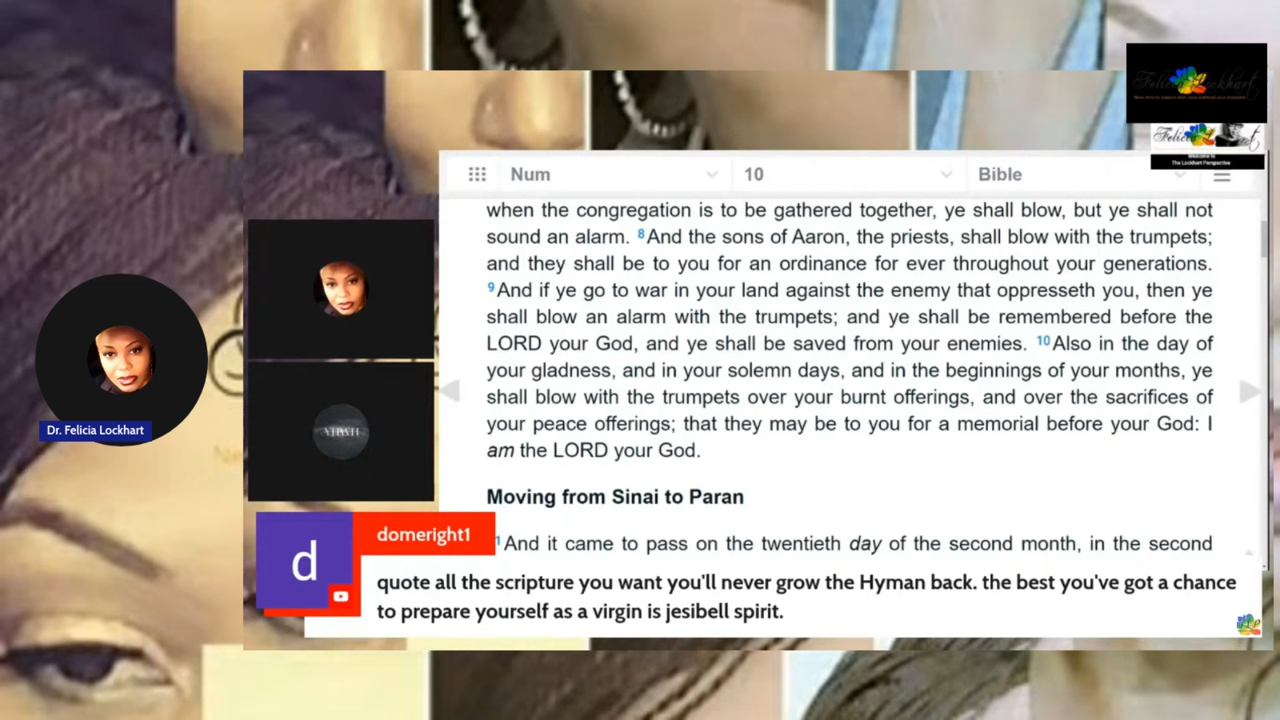 Felicia Lockhart
Welcome to
Tha Lockhart Perspective
Num
10
Bible
when the congregation is to be gathered together, ye shall blow, but ye shall not
sound an alarm. 8 And the sons of Aaron, the priests, shall blow with the trumpets;
and they shall be to you for an ordinance for ever throughout your generations.
9 And if ye go to war in your land against the enemy that oppresseth you, then ye
shall blow an alarm with the trumpets; and ye shall be remembered before the
LORD your God, and ye shall be saved from your enemies. 10 Also in the day of
your gladness, and in your solemn days, and in the beginnings of your months, ye
shall blow with the trumpets over your burnt offerings, and over the sacrifices of
your peace offerings; that they may be to you for a memorial before your God: I
am the LORD your God.
Moving from Sinai to Paran
1 And it came to pass on the twentieth day of the second month, in the second
Dr. Felicia Lockhart
d
domeright1
quote all the scripture you want you'll never grow the Hyman back. the best you've got a chance
to prepare yourself as a virgin is jesibell spirit.